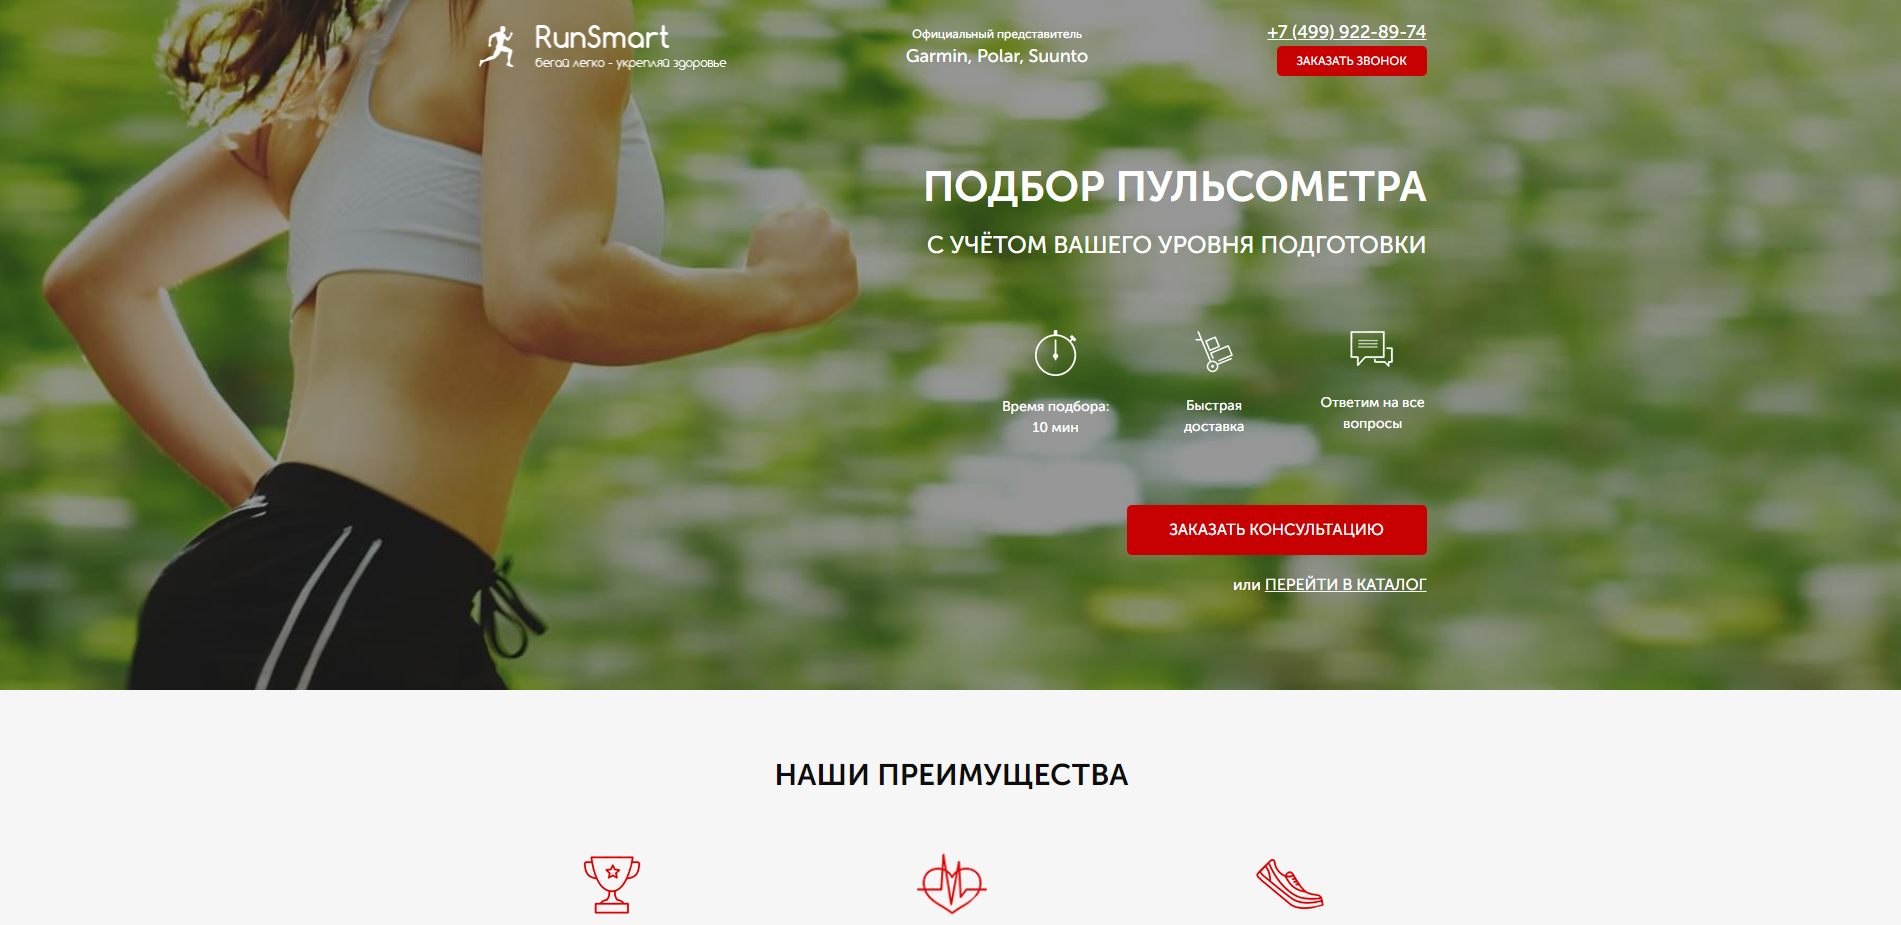 RunSmart
бегай легко - укрепляй здоровье
Официальный представитель
Garmin, Polar, Suunto
+7 (499) 922-89-74
ЗАКАЗАТЬ ЗВОНОК
ПОДБОР ПУЛЬСОМЕТРА
С УЧЁТОМ ВАШЕГО УРОВНЯ ПОДГОТОВКИ
Время подбора:
10 мин
Быстрая
доставка
Ответим на все
вопросы
ЗАКАЗАТЬ КОНСУЛЬТАЦИЮ
или ПЕРЕЙТИ В КАТАЛОГ
НАШИ ПРЕИМУЩЕСТВА